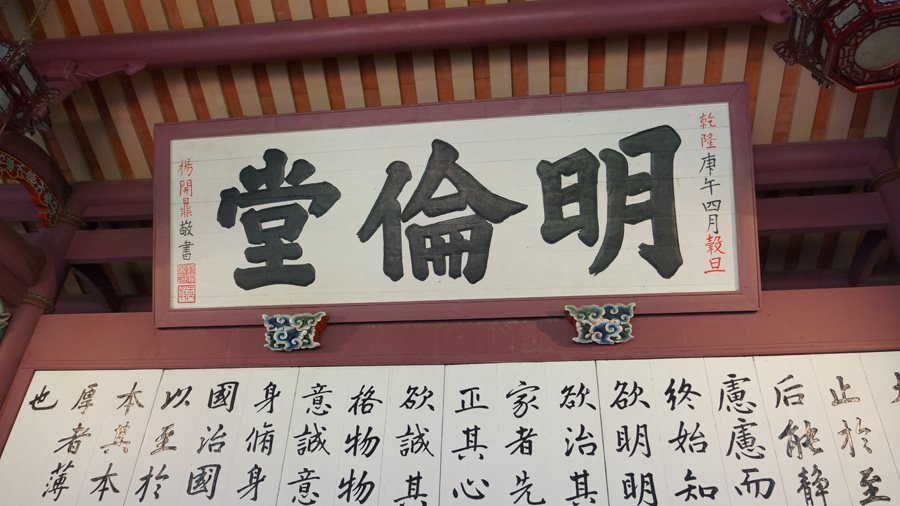 明倫堂
乾隆庚午四月穀旦
楊開鼎敬書
止於至
后能靜
慮慮而
終始知
欲明明
欲治其
家者先
正其心
欲誠其
格物物
意誠意
身脩身
國治國
以至於
本其本
厚者薄
也